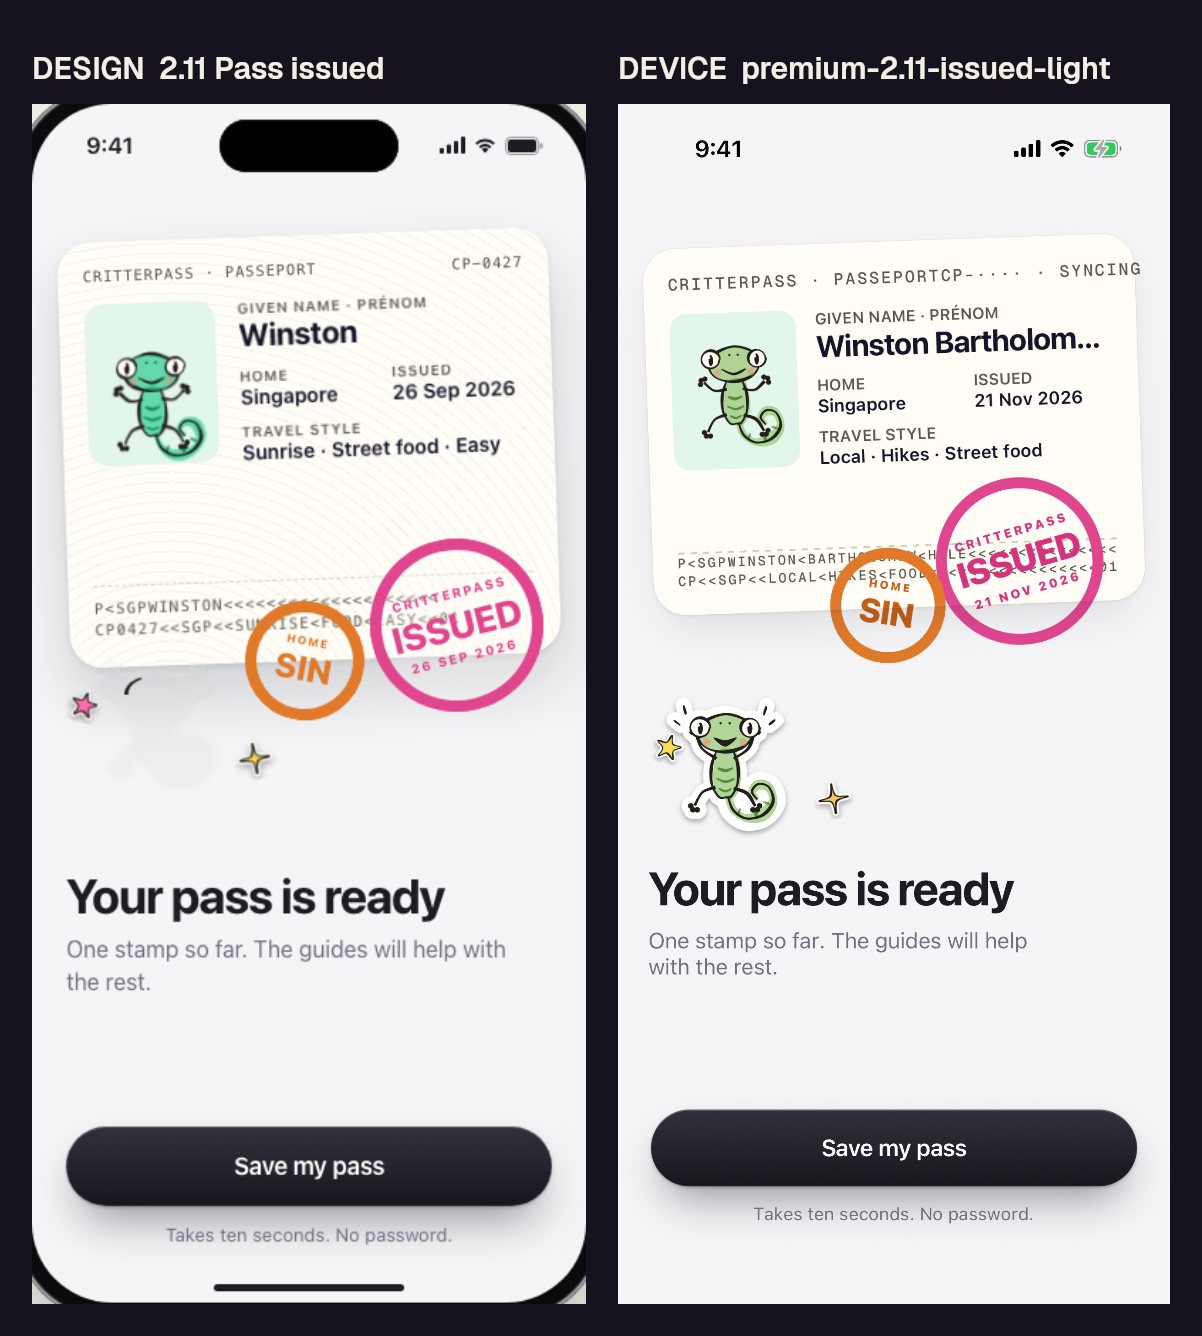 DESIGN 2.11 Pass issued
9:41
CRITTERPASS · PASSEPORT
CP-0427
GIVEN NAME · PRÉNOM
Winston
HOME
Singapore
ISSUED
26 Sep 2026
TRAVEL STYLE
Sunrise · Street food · Easy
CRITTERPASS
ISSUED
26 SEP 2026
HOME
SIN
Your pass is ready
One stamp so far. The guides will help with
the rest.
Save my pass
Takes ten seconds. No password.
DEVICE premium-2.11-issued-light
9:41
CRITTERPASS · PASSEPORTCP-···· · SYNCING
GIVEN NAME · PRÉNOM
Winston Bartholom...
HOME
Singapore
ISSUED
21 Nov 2026
TRAVEL STYLE
Local · Hikes · Street food
CRITTERPASS
ISSUED
21 NOV 2026
HOME
SIN
Your pass is ready
One stamp so far. The guides will help
with the rest.
Save my pass
Takes ten seconds. No password.